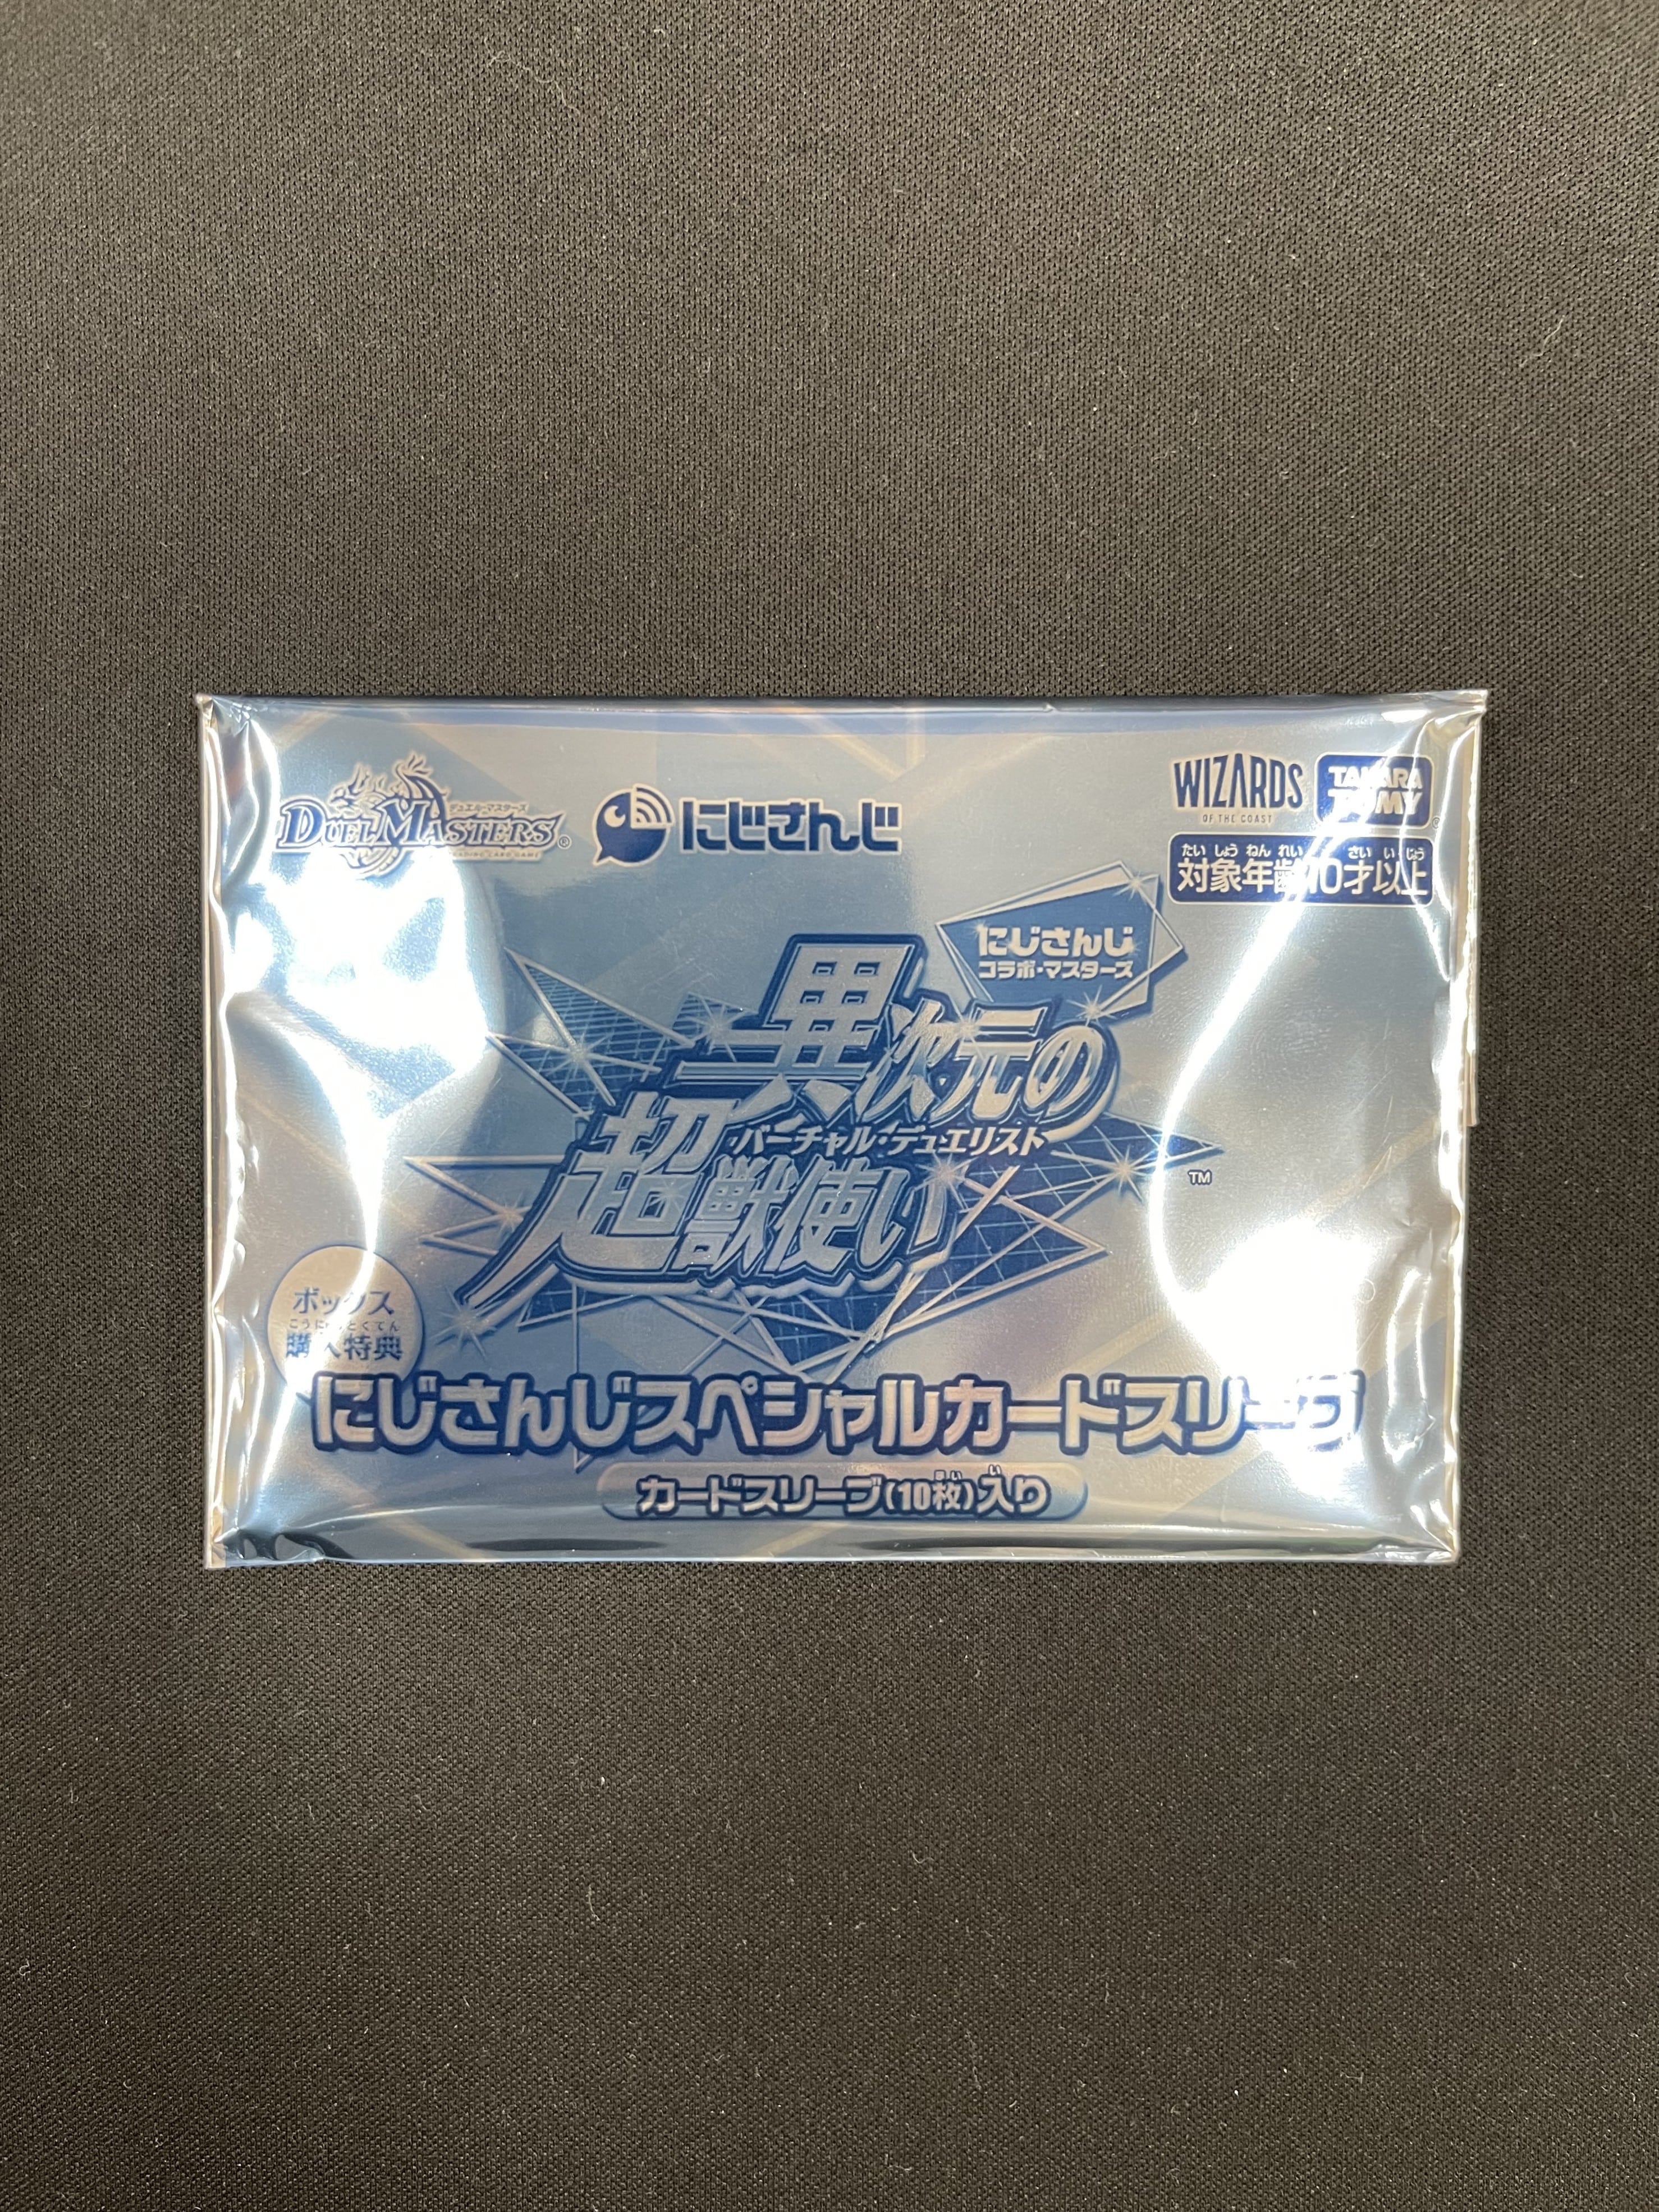 デュエル・マスターズ
DUEL MASTERS®
TRADING CARD GAME
にじさんじ
WIZARDS
OF THE COAST
TAKARA
TOMY
®
たいしょうねんれい さいいじょう
対象年齢10才以上
にじさんじ
コラボ・マスターズ
異次元の
バーチャル・デュエリスト
超獣使い
TM
ボックス
こうにゅうとくてん
購入特典
にじさんじスペシャルカードスリーブ
まい い
カードスリーブ(10枚)入り